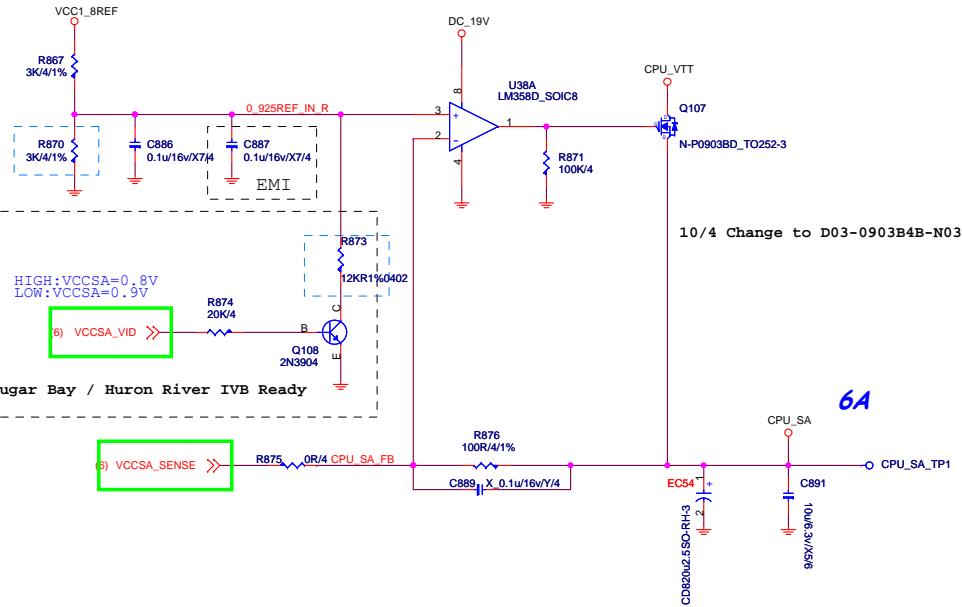 VCC1_8REF
R867
3K/4/1%
DC_19V
8
U38A
LM358D_SOIC8
CPU_VTT
Q107
N-P0903BD_TO252-3
0_925REF_IN_R
3
+
2
-
1
4
R870
3K/4/1%
C886
0.1u/16v/X7/4
C887
0.1u/16v/X7/4
EMI
R871
100K/4
10/4 Change to D03-0903B4B-N03
R873
12KR1%0402
HIGH:VCCSA=0.8V
LOW:VCCSA=0.9V
R874
20K/4
(6) VCCSA_VID
B
C
E
Q108
2N3904
ugar Bay / Huron River IVB Ready
6A
CPU_SA
(6) VCCSA_SENSE
R875
0R/4
CPU_SA_FB
R876
100R/4/1%
CPU_SA_TP1
C889
X_0.1u/16v/Y/4
EC54
1
+
2
CD820u2.5SO-RH-3
C891
10u/6.3v/X5/6